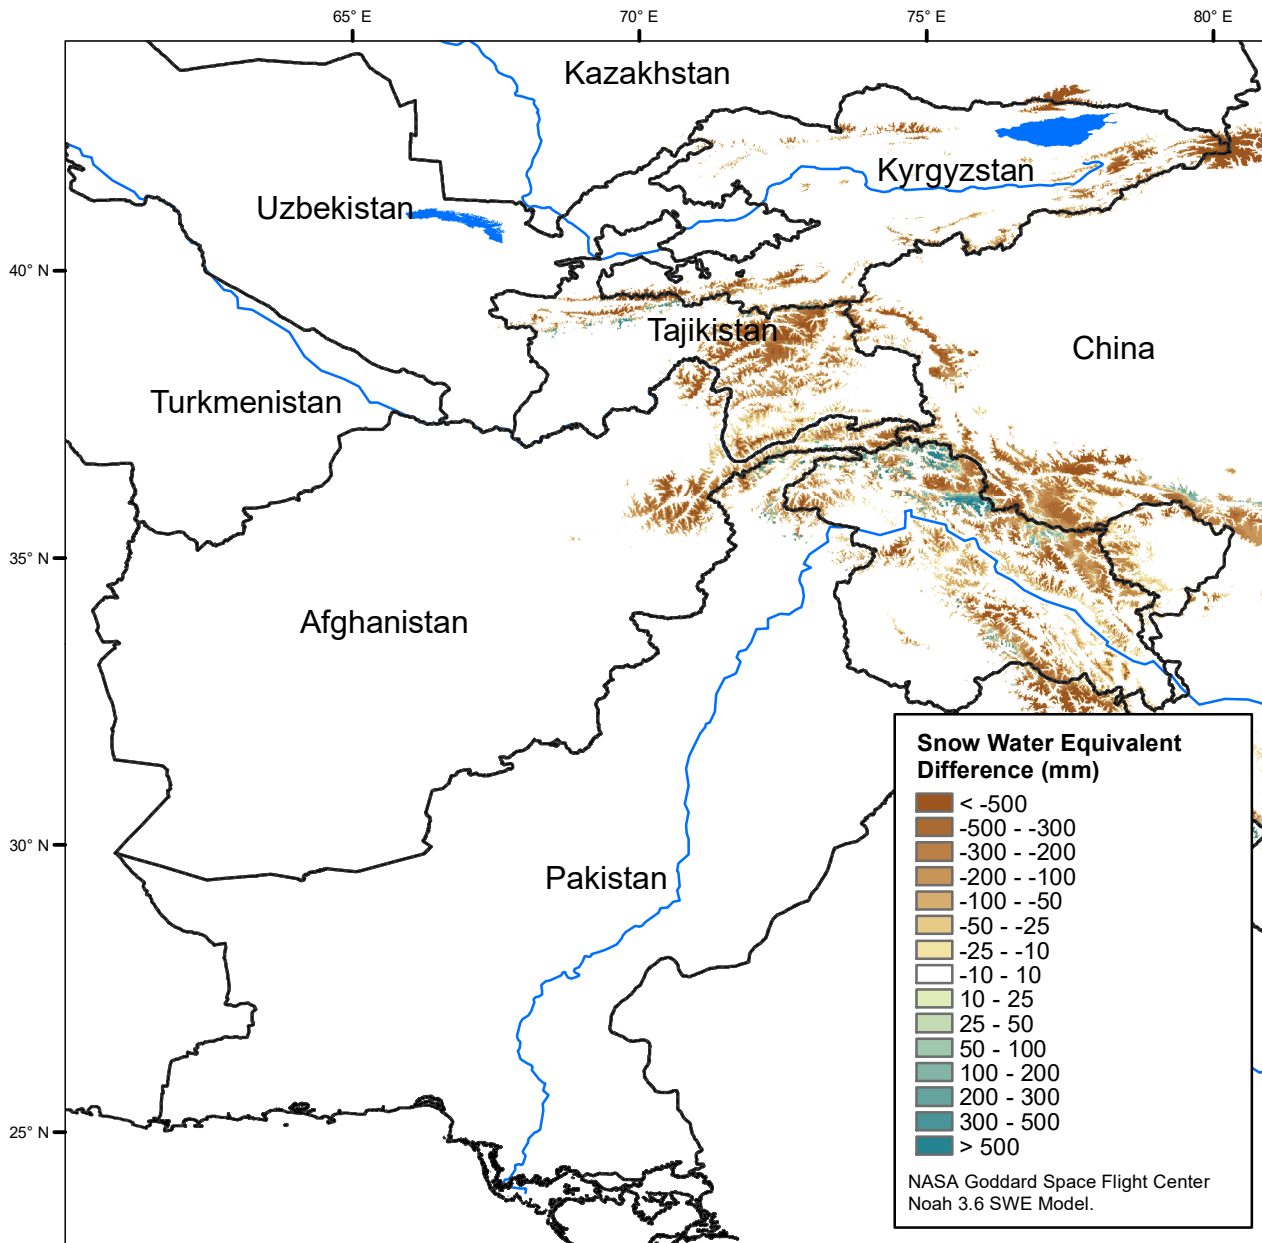 65° E
70° E
75° E
80° E
Kazakhstan
Kyrgyzstan
Uzbekistan
40° N
Tajikistan
China
Turkmenistan
35° N
Afghanistan
30° N
Pakistan
25° N
Snow Water Equivalent
Difference (mm)
< -500
-500 - -300
-300 - -200
-200 - -100
-100 - -50
-50 - -25
-25 - -10
-10 - 10
10 - 25
25 - 50
50 - 100
100 - 200
200 - 300
300 - 500
> 500
NASA Goddard Space Flight Center
Noah 3.6 SWE Model.